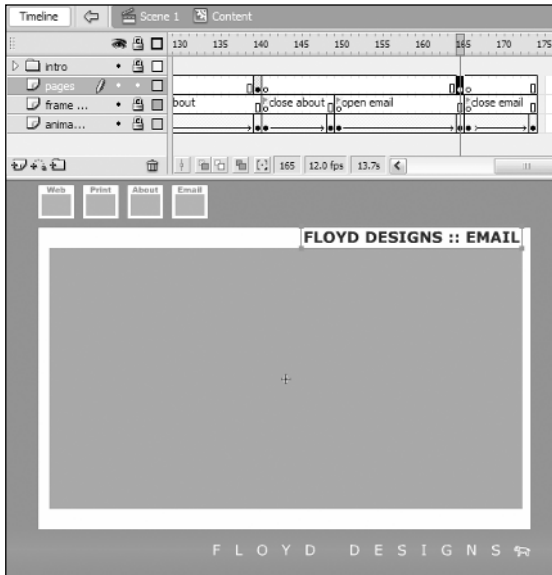 Timeline Scene 1 Content
130 135 140 145 150 155 160 165 170 175
intro
pages
frame ... bout close about open email close email
anima...
165 12.0 fps 13.7s
Web Print About Email
FLOYD DESIGNS :: EMAIL
FLOYD DESIGNS